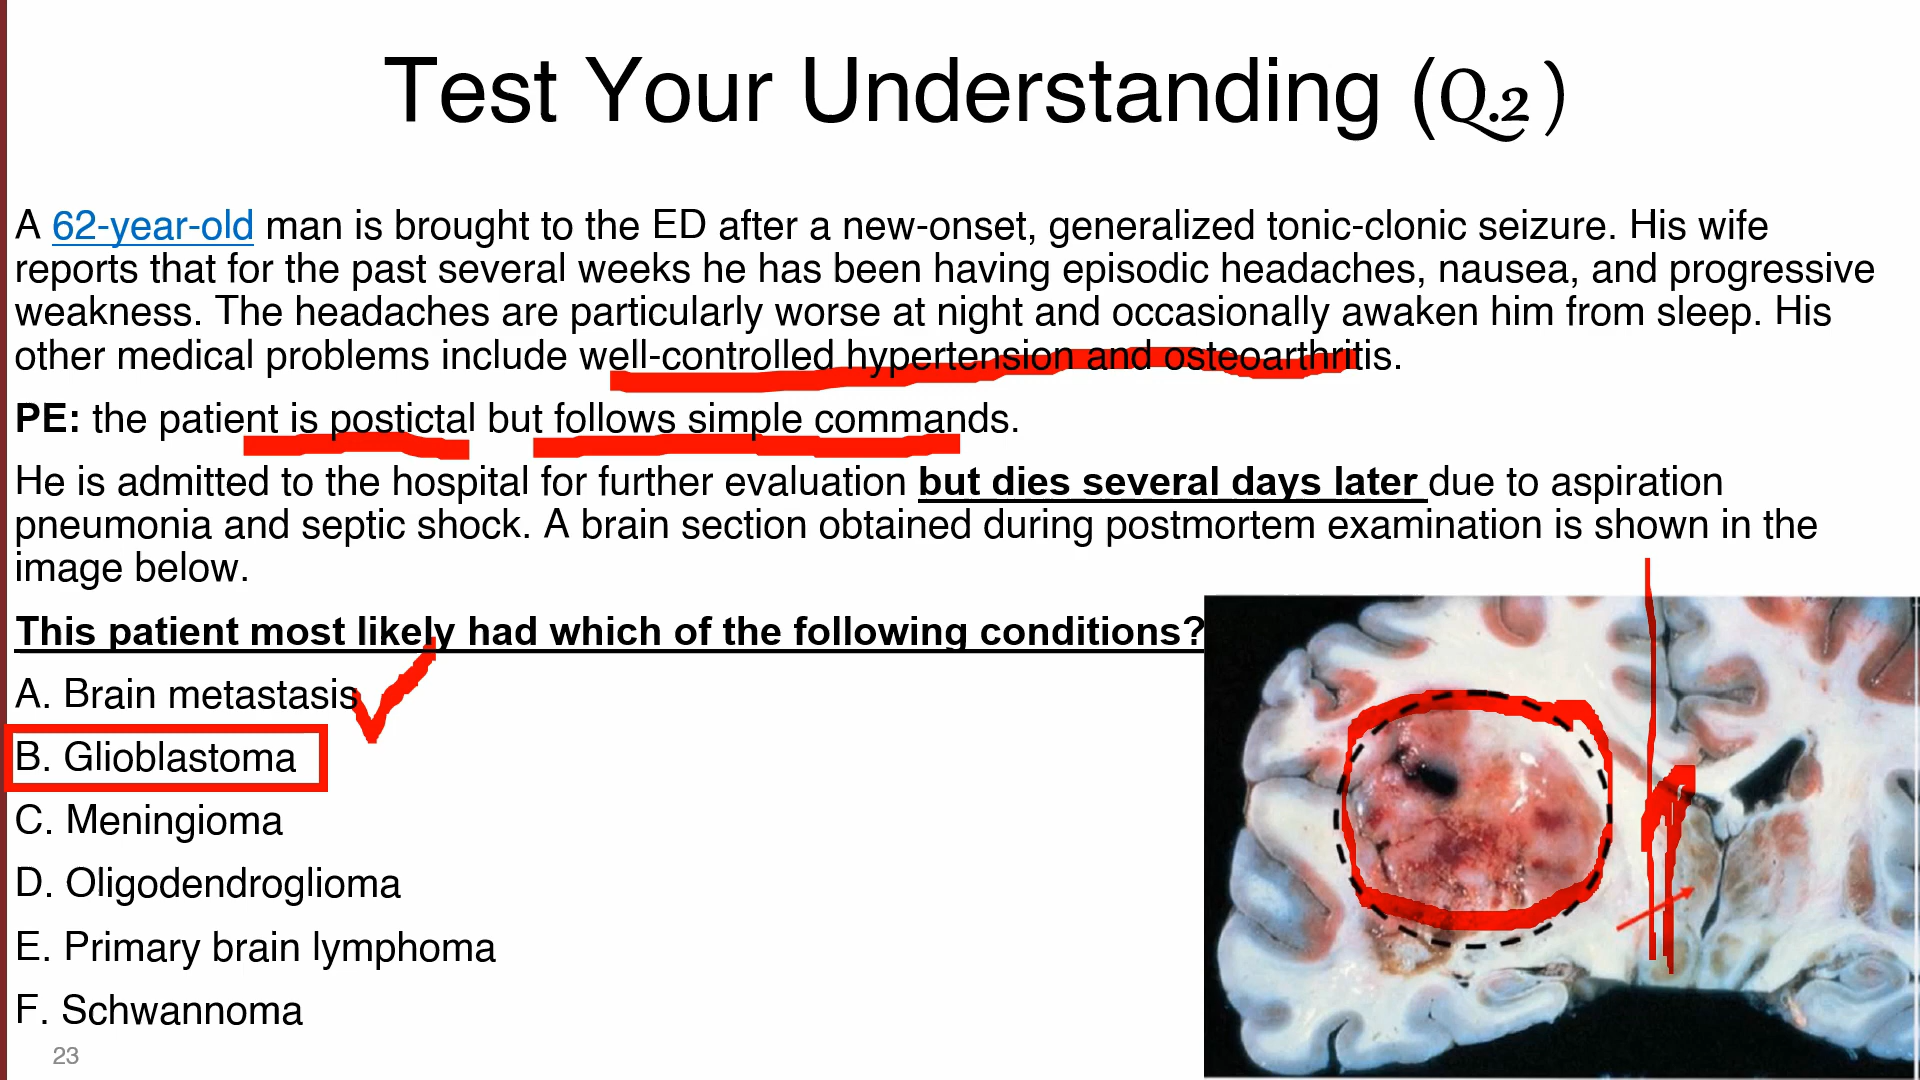 Test Your Understanding (Q.2)
A 62-year-old man is brought to the ED after a new-onset, generalized tonic-clonic seizure. His wife
reports that for the past several weeks he has been having episodic headaches, nausea, and progressive
weakness. The headaches are particularly worse at night and occasionally awaken him from sleep. His
other medical problems include well-controlled hypertension and osteoarthritis.
PE: the patient is postictal but follows simple commands.
He is admitted to the hospital for further evaluation but dies several days later due to aspiration
pneumonia and septic shock. A brain section obtained during postmortem examination is shown in the
image below.
This patient most likely had which of the following conditions?
A. Brain metastasis
B. Glioblastoma
C. Meningioma
D. Oligodendroglioma
E. Primary brain lymphoma
F. Schwannoma
23